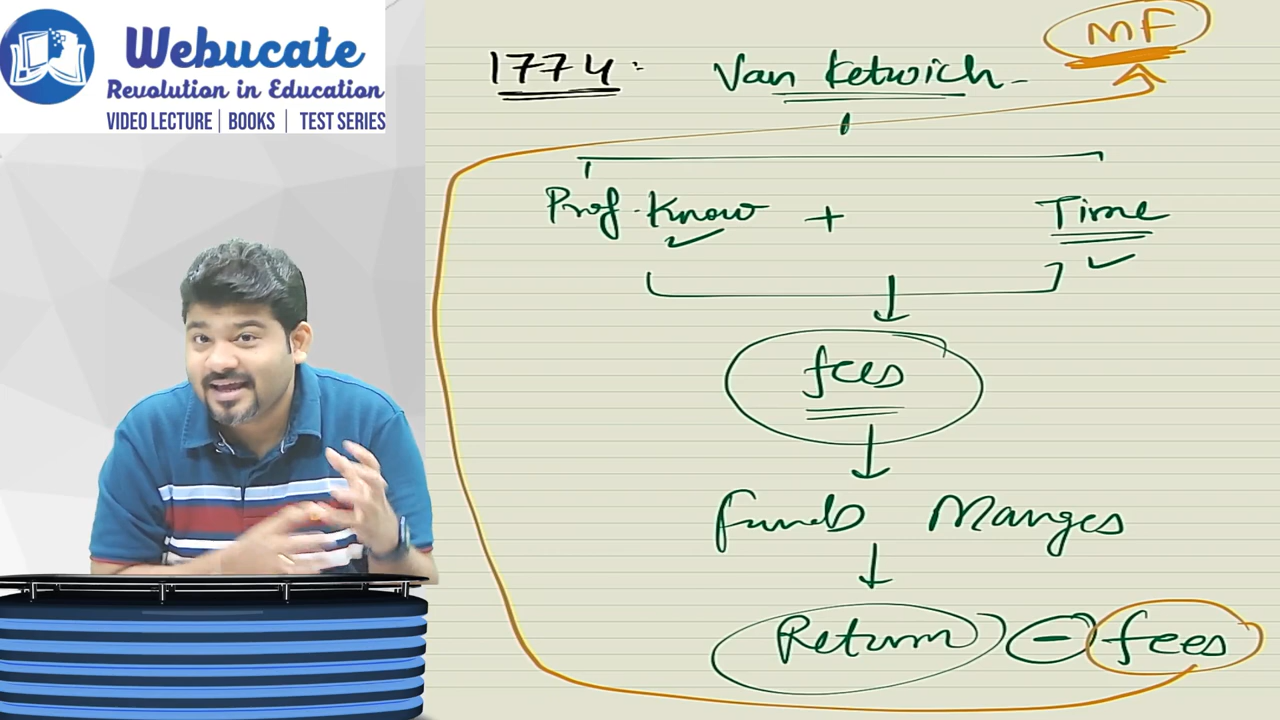 Webucate
Revolution in Education
VIDEO LECTURE | BOOKS | TEST SERIES
MF
1774: Van Ketwich
Prof. Know + Time
fees
Funds Manges
Return - fees